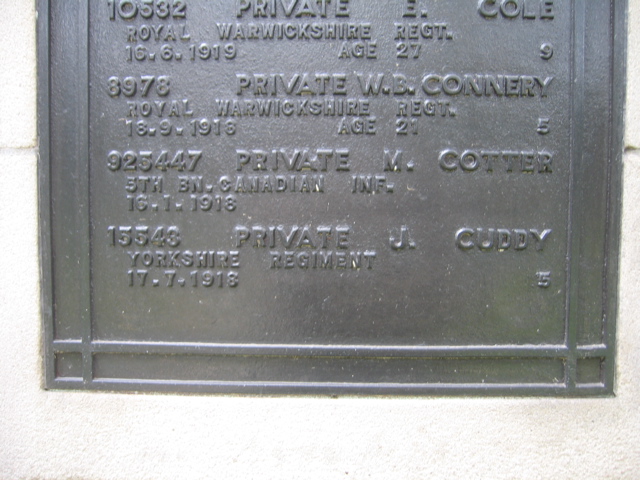 10532 PRIVATE E. COLE
ROYAL WARWICKSHIRE REGT.
16.6.1919 AGE 27 9
8978 PRIVATE W.B. CONNERY
ROYAL WARWICKSHIRE REGT.
18.9.1918 AGE 21 5
925447 PRIVATE M. COTTER
5TH BN. CANADIAN INF.
16.1.1918
15543 PRIVATE J. CUDDY
YORKSHIRE REGIMENT
17.7.1918 5